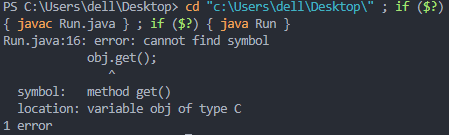 PS C:\Users\dell\Desktop> cd "c:\Users\dell\Desktop\" ; if ($?)
{ javac Run.java } ; if ($?) { java Run }
Run.java:16: error: cannot find symbol
            obj.get();
               ^
  symbol:   method get()
  location: variable obj of type C
1 error